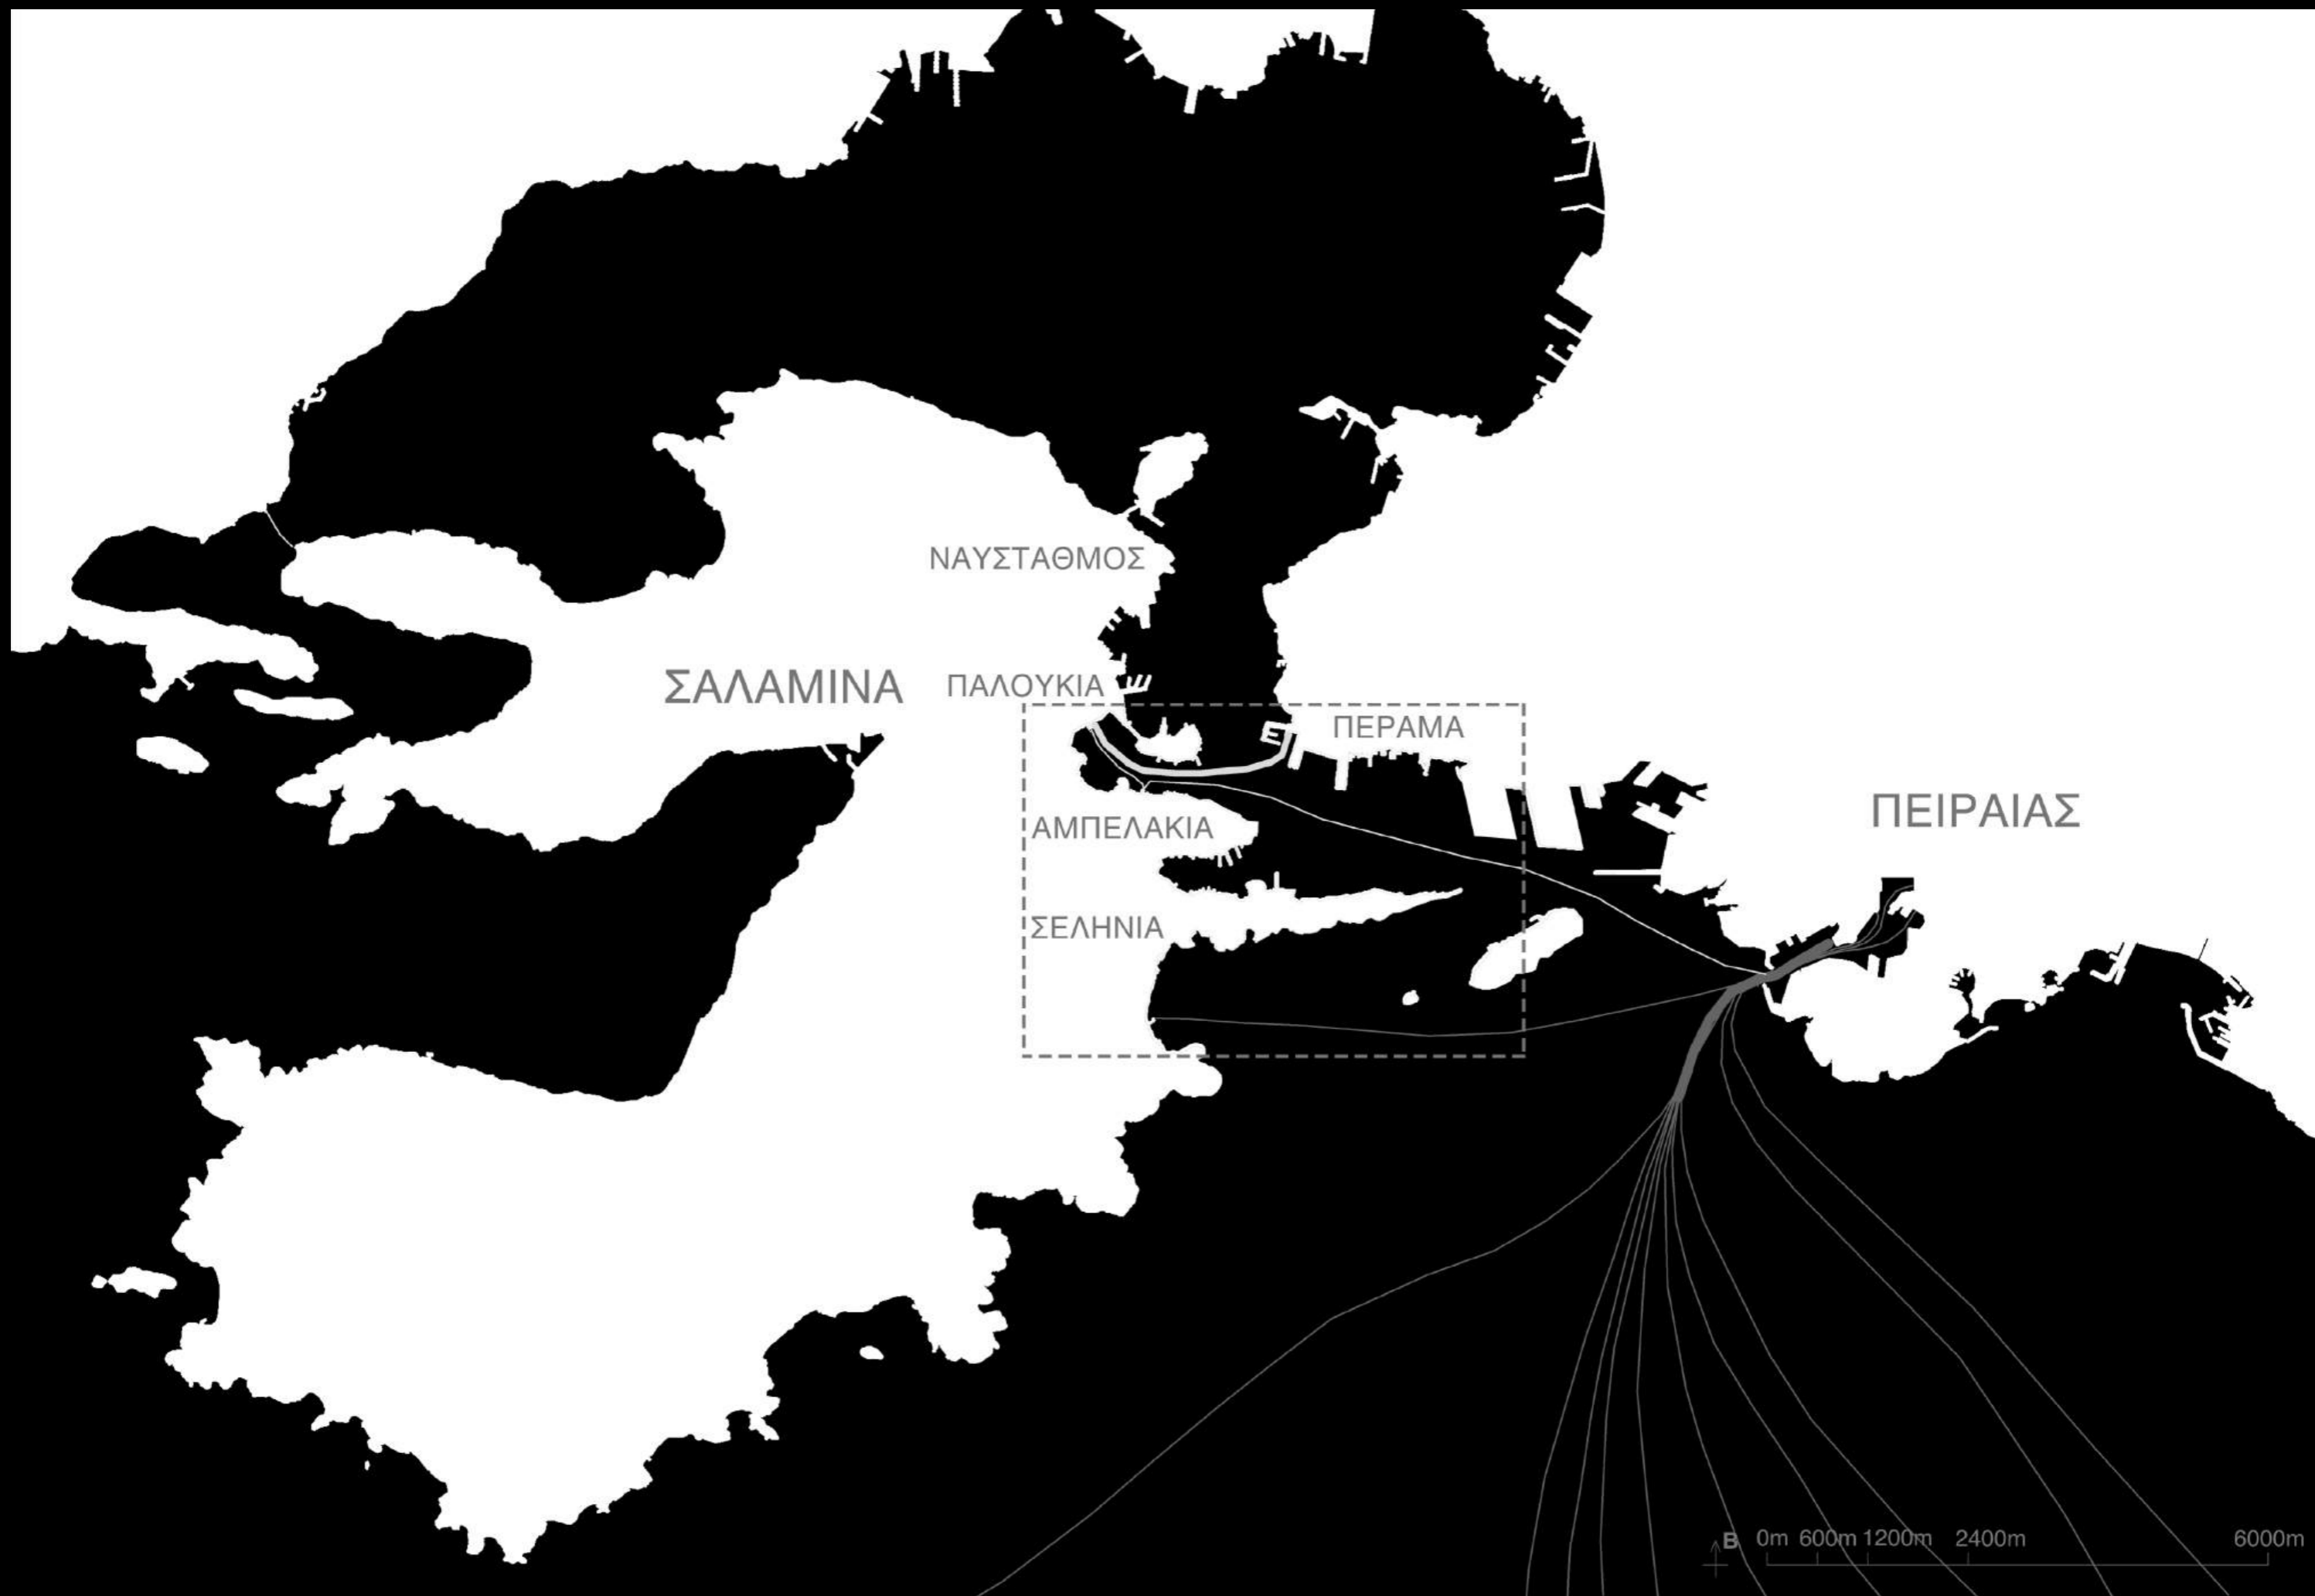 ΝΑΥΣΤΑΘΜΟΣ
ΣΑΛΑΜΙΝΑ
ΠΑΛΟΥΚΙΑ
ΠΕΡΑΜΑ
ΠΕΙΡΑΙΑΣ
ΑΜΠΕΛΑΚΙΑ
ΣΕΛΗΝΙΑ
Β 0m 600m 1200m 2400m 6000m